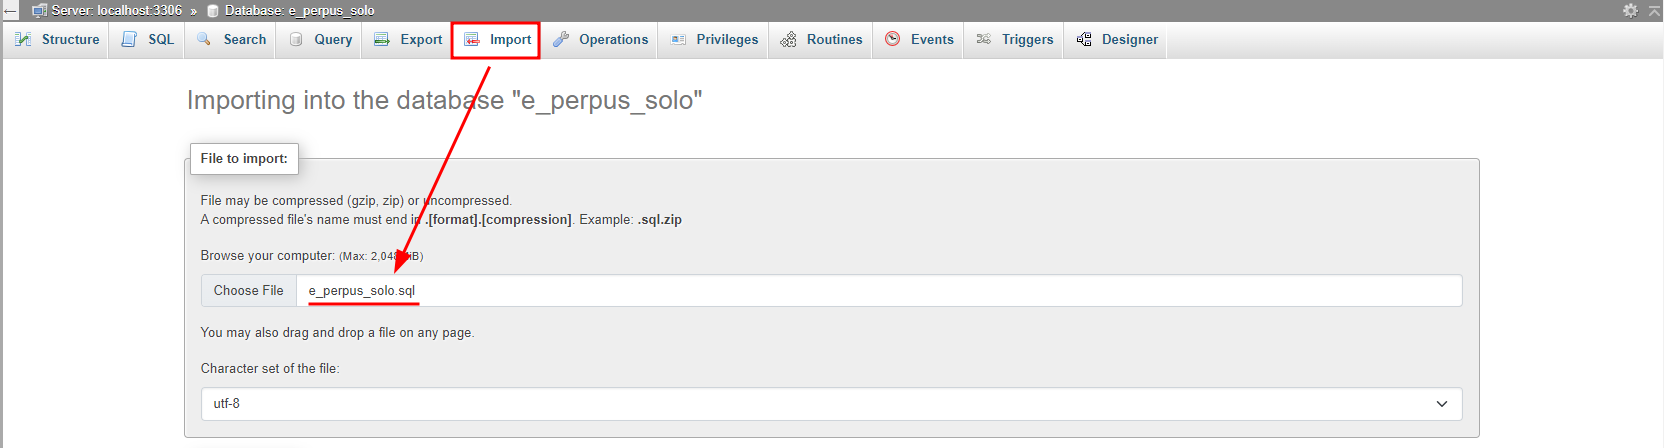 Server: localhost:3306 » Database: e_perpus_solo
Structure SQL Search Query Export Import Operations Privileges Routines Events Triggers Designer
Importing into the database "e_perpus_solo"
File to import:
File may be compressed (gzip, zip) or uncompressed.
A compressed file's name must end in .[format].[compression]. Example: .sql.zip
Browse your computer: (Max: 2,048MiB)
Choose File e_perpus_solo.sql
You may also drag and drop a file on any page.
Character set of the file:
utf-8